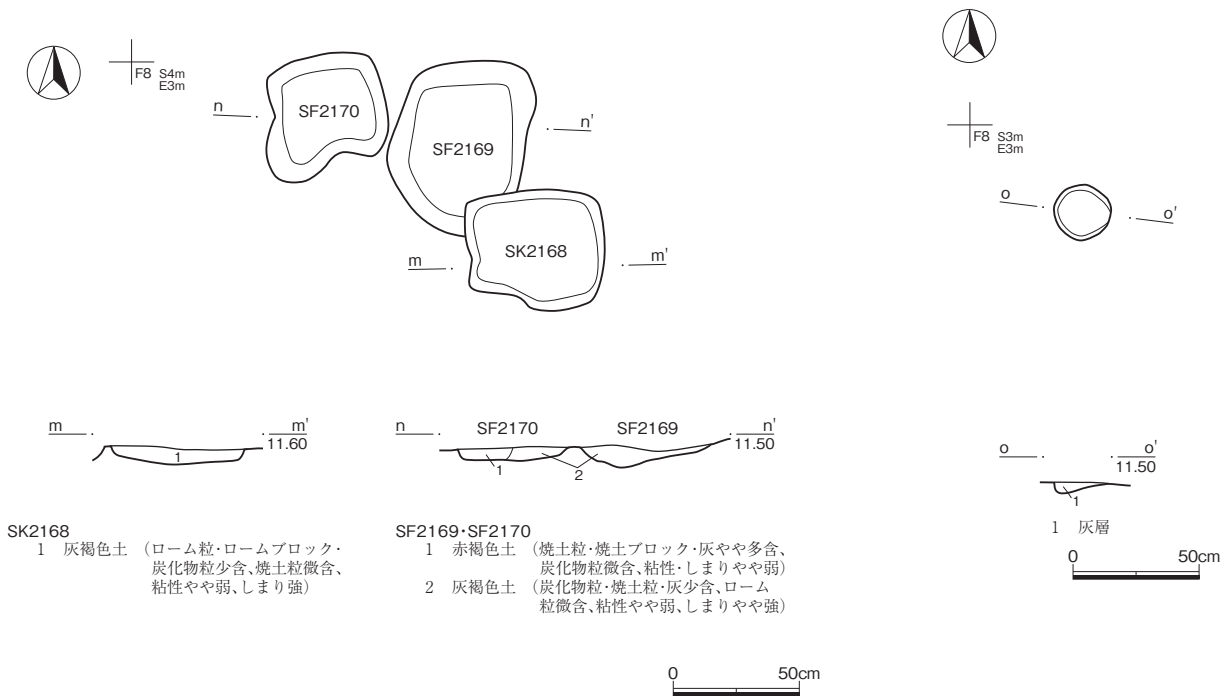 F8 S4m
E3m
n
SF2170
n'
SF2169
SK2168
m
m'
m
m'
11.60
1
n
SF2170
SF2169
n'
11.50
1
2
SK2168
1 灰褐色土 (ローム粒・ロームブロック・
炭化物粒少含、焼土粒微含、
粘性やや弱、しまり強)
SF2169・SF2170
1 赤褐色土 (焼土粒・焼土ブロック・灰やや多含、
炭化物粒微含、粘性・しまりやや弱)
2 灰褐色土 (炭化物粒・焼土粒・灰少含、ローム
粒微含、粘性やや弱、しまりやや強)
0 50cm
F8 S3m
E3m
o
o'
o
o'
11.50
1
1 灰層
0 50cm